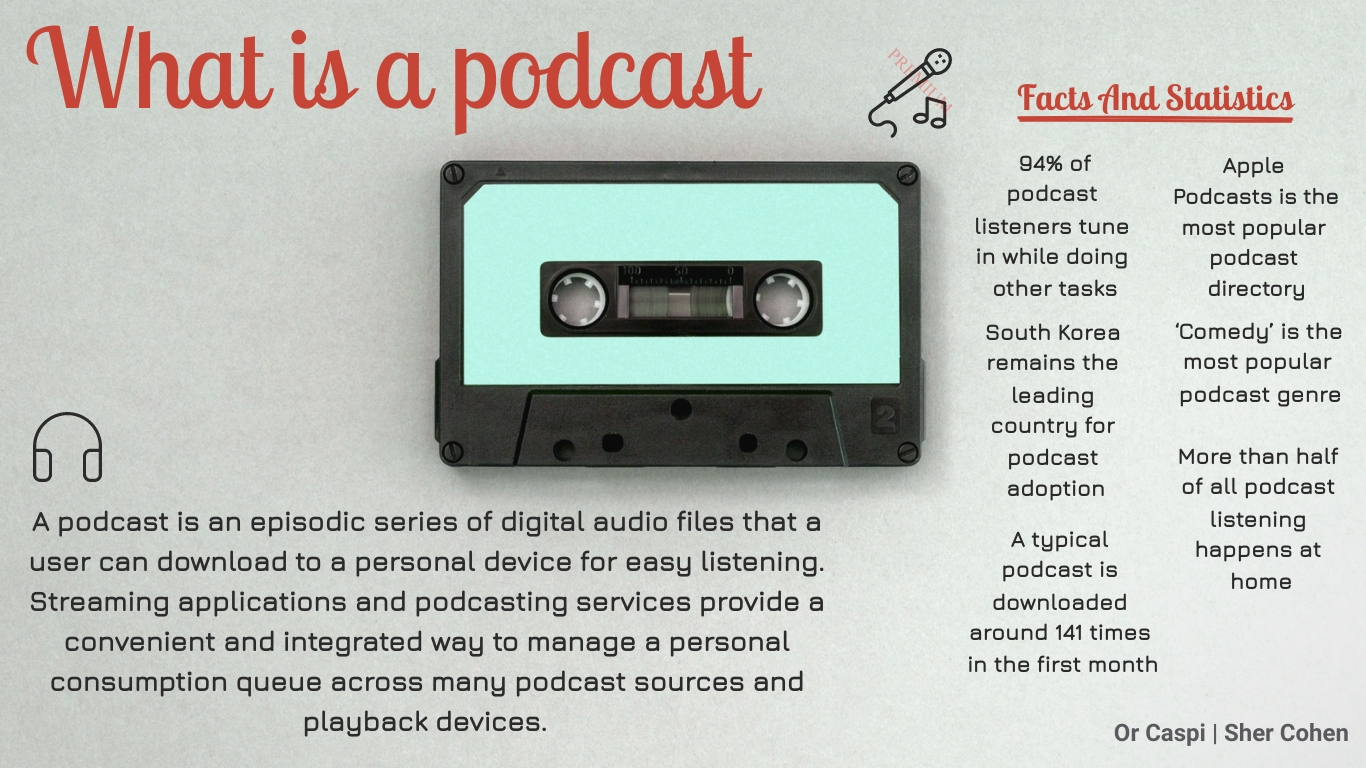 What is a podcast
PREMIUM
Facts And Statistics
94% of
podcast
listeners tune
in while doing
other tasks
South Korea
remains the
leading
country for
podcast
adoption
A typical
podcast is
downloaded
around 141 times
in the first month
Apple
Podcasts is the
most popular
podcast
directory
‘Comedy’ is the
most popular
podcast genre
More than half
of all podcast
listening
happens at
home
100 50 0
2
A podcast is an episodic series of digital audio files that a
user can download to a personal device for easy listening.
Streaming applications and podcasting services provide a
convenient and integrated way to manage a personal
consumption queue across many podcast sources and
playback devices.
Or Caspi | Sher Cohen